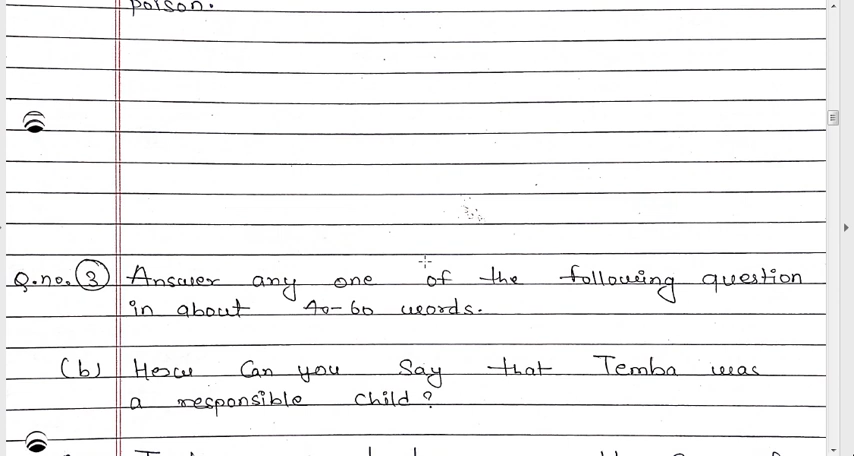 poison.
Q.no. 3 Answer any one of the following question
in about 40-60 words.
(b) How Can you Say that Temba was
a responsible child?